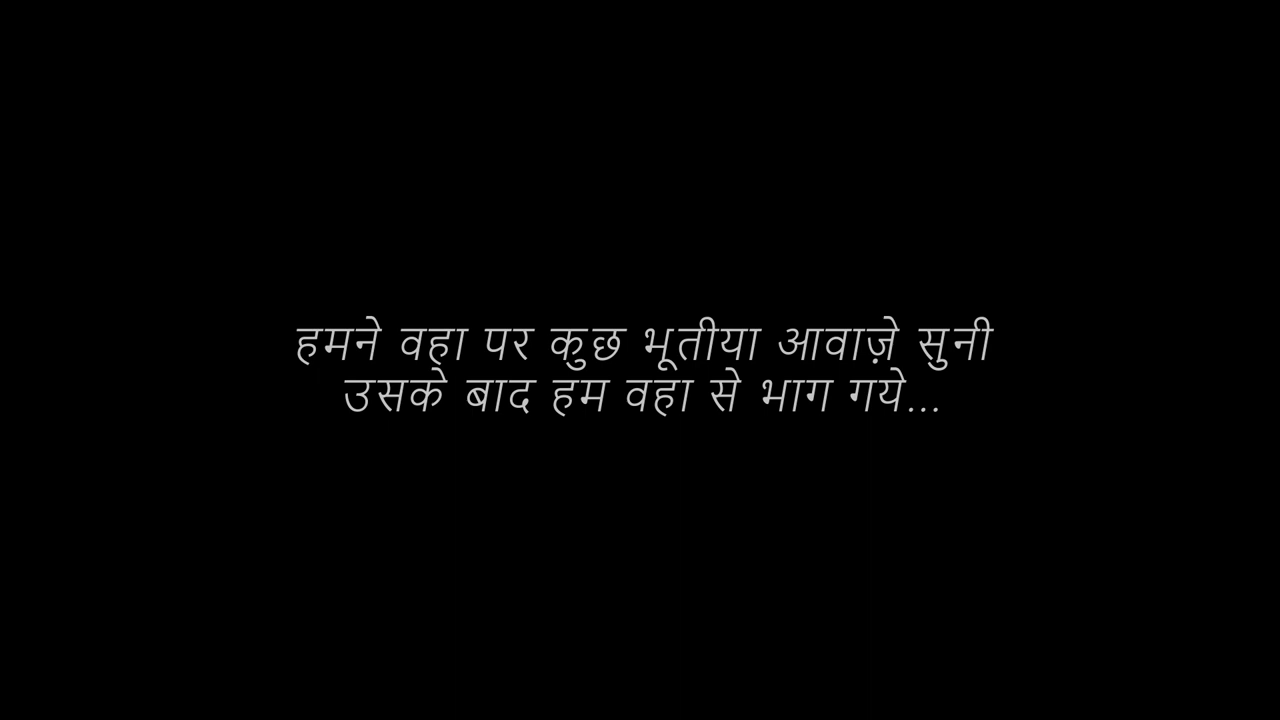 हमने वहा पर कुछ भूतीया आवाज़े सुनी
उसके बाद हम वहा से भाग गये...